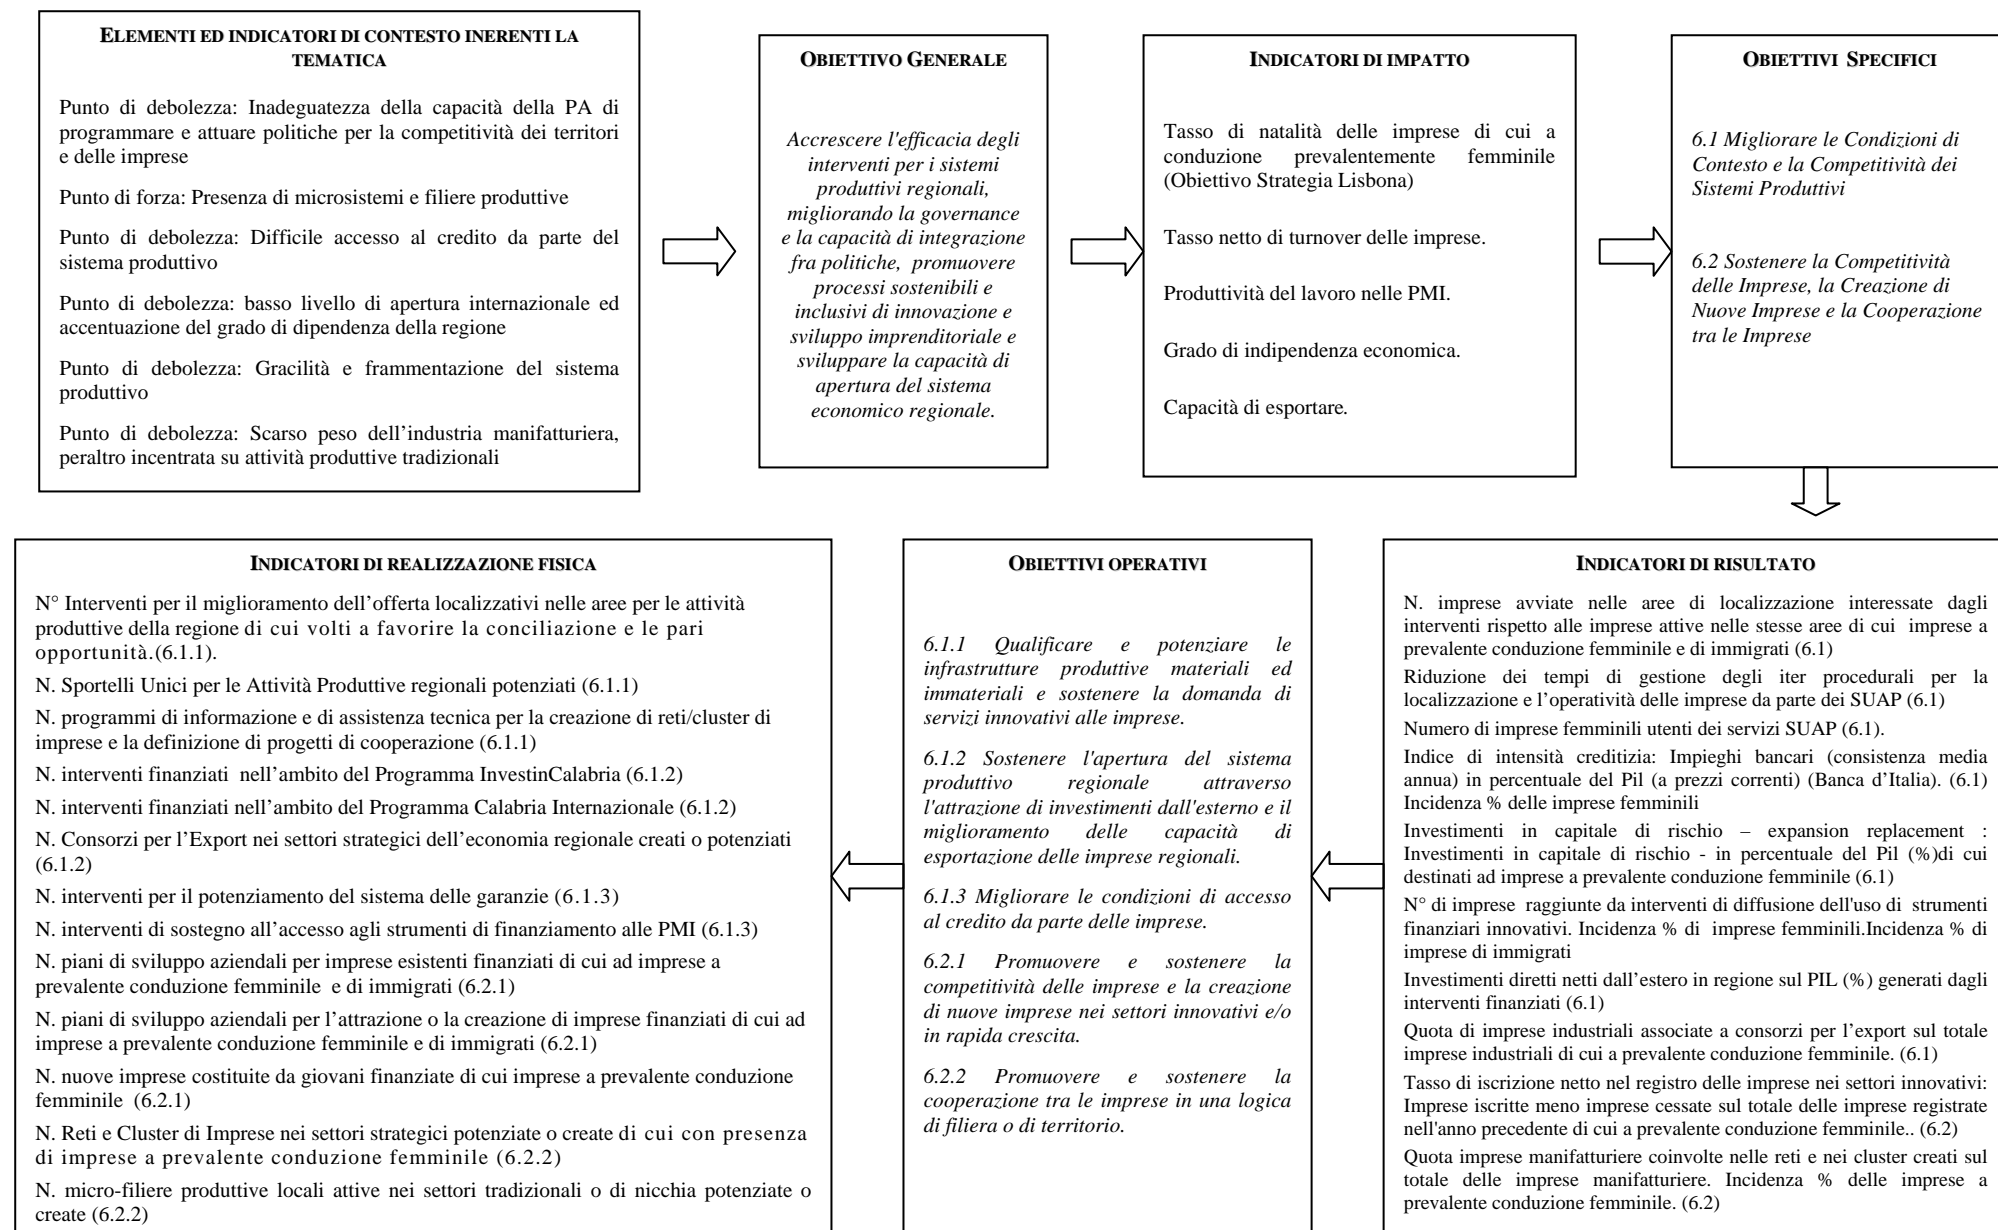 ELEMENTI ED INDICATORI DI CONTESTO INERENTI LA
TEMATICA
Punto di debolezza: Inadeguatezza della capacità della PA di
programmare e attuare politiche per la competitività dei territori
e delle imprese
Punto di forza: Presenza di microsistemi e filiere produttive
Punto di debolezza: Difficile accesso al credito da parte del
sistema produttivo
Punto di debolezza: basso livello di apertura internazionale ed
accentuazione del grado di dipendenza della regione
Punto di debolezza: Gracilità e frammentazione del sistema
produttivo
Punto di debolezza: Scarso peso dell’industria manifatturiera,
peraltro incentrata su attività produttive tradizionali
OBIETTIVO GENERALE
Accrescere l'efficacia degli
interventi per i sistemi
produttivi regionali,
migliorando la governance
e la capacità di integrazione
fra politiche, promuovere
processi sostenibili e
inclusivi di innovazione e
sviluppo imprenditoriale e
sviluppare la capacità di
apertura del sistema
economico regionale.
INDICATORI DI IMPATTO
Tasso di natalità delle imprese di cui a
conduzione prevalentemente femminile
(Obiettivo Strategia Lisbona)
Tasso netto di turnover delle imprese.
Produttività del lavoro nelle PMI.
Grado di indipendenza economica.
Capacità di esportare.
OBIETTIVI SPECIFICI
6.1 Migliorare le Condizioni di
Contesto e la Competitività dei
Sistemi Produttivi
6.2 Sostenere la Competitività
delle Imprese, la Creazione di
Nuove Imprese e la Cooperazione
tra le Imprese
INDICATORI DI RISULTATO
N. imprese avviate nelle aree di localizzazione interessate dagli
interventi rispetto alle imprese attive nelle stesse aree di cui imprese a
prevalente conduzione femminile e di immigrati (6.1)
Riduzione dei tempi di gestione degli iter procedurali per la
localizzazione e l’operatività delle imprese da parte dei SUAP (6.1)
Numero di imprese femminili utenti dei servizi SUAP (6.1).
Indice di intensità creditizia: Impieghi bancari (consistenza media
annua) in percentuale del Pil (a prezzi correnti) (Banca d’Italia). (6.1)
Incidenza % delle imprese femminili
Investimenti in capitale di rischio – expansion replacement :
Investimenti in capitale di rischio - in percentuale del Pil (%)di cui
destinati ad imprese a prevalente conduzione femminile (6.1)
N° di imprese raggiunte da interventi di diffusione dell'uso di strumenti
finanziari innovativi. Incidenza % di imprese femminili.Incidenza % di
imprese di immigrati
Investimenti diretti netti dall’estero in regione sul PIL (%) generati dagli
interventi finanziati (6.1)
Quota di imprese industriali associate a consorzi per l’export sul totale
imprese industriali di cui a prevalente conduzione femminile. (6.1)
Tasso di iscrizione netto nel registro delle imprese nei settori innovativi:
Imprese iscritte meno imprese cessate sul totale delle imprese registrate
nell'anno precedente di cui a prevalente conduzione femminile.. (6.2)
Quota imprese manifatturiere coinvolte nelle reti e nei cluster creati sul
totale delle imprese manifatturiere. Incidenza % delle imprese a
prevalente conduzione femminile. (6.2)
OBIETTIVI OPERATIVI
6.1.1 Qualificare e potenziare le
infrastrutture produttive materiali ed
immateriali e sostenere la domanda di
servizi innovativi alle imprese.
6.1.2 Sostenere l'apertura del sistema
produttivo regionale attraverso
l'attrazione di investimenti dall'esterno e il
miglioramento delle capacità di
esportazione delle imprese regionali.
6.1.3 Migliorare le condizioni di accesso
al credito da parte delle imprese.
6.2.1 Promuovere e sostenere la
competitività delle imprese e la creazione
di nuove imprese nei settori innovativi e/o
in rapida crescita.
6.2.2 Promuovere e sostenere la
cooperazione tra le imprese in una logica
di filiera o di territorio.
INDICATORI DI REALIZZAZIONE FISICA
N° Interventi per il miglioramento dell’offerta localizzativi nelle aree per le attività
produttive della regione di cui volti a favorire la conciliazione e le pari
opportunità.(6.1.1).
N. Sportelli Unici per le Attività Produttive regionali potenziati (6.1.1)
N. programmi di informazione e di assistenza tecnica per la creazione di reti/cluster di
imprese e la definizione di progetti di cooperazione (6.1.1)
N. interventi finanziati nell’ambito del Programma InvestinCalabria (6.1.2)
N. interventi finanziati nell’ambito del Programma Calabria Internazionale (6.1.2)
N. Consorzi per l’Export nei settori strategici dell’economia regionale creati o potenziati
(6.1.2)
N. interventi per il potenziamento del sistema delle garanzie (6.1.3)
N. interventi di sostegno all’accesso agli strumenti di finanziamento alle PMI (6.1.3)
N. piani di sviluppo aziendali per imprese esistenti finanziati di cui ad imprese a
prevalente conduzione femminile e di immigrati (6.2.1)
N. piani di sviluppo aziendali per l’attrazione o la creazione di imprese finanziati di cui ad
imprese a prevalente conduzione femminile e di immigrati (6.2.1)
N. nuove imprese costituite da giovani finanziate di cui imprese a prevalente conduzione
femminile (6.2.1)
N. Reti e Cluster di Imprese nei settori strategici potenziate o create di cui con presenza
di imprese a prevalente conduzione femminile (6.2.2)
N. micro-filiere produttive locali attive nei settori tradizionali o di nicchia potenziate o
create (6.2.2)